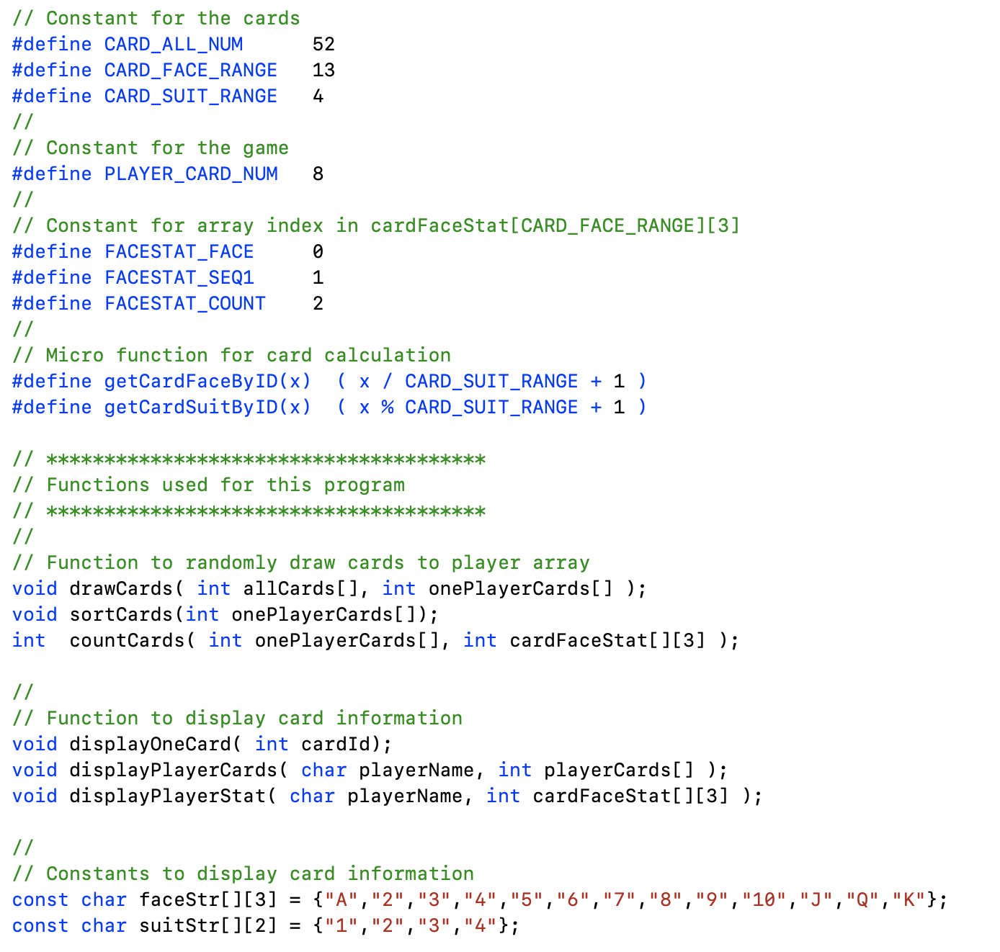 // Constant for the cards
#define CARD_ALL_NUM      52
#define CARD_FACE_RANGE   13
#define CARD_SUIT_RANGE   4
//
// Constant for the game
#define PLAYER_CARD_NUM   8
//
// Constant for array index in cardFaceStat[CARD_FACE_RANGE][3]
#define FACESTAT_FACE     0
#define FACESTAT_SEQ1     1
#define FACESTAT_COUNT    2
//
// Micro function for card calculation
#define getCardFaceByID(x)  ( x / CARD_SUIT_RANGE + 1 )
#define getCardSuitByID(x)  ( x % CARD_SUIT_RANGE + 1 )

// **************************************
// Functions used for this program
// **************************************
//
// Function to randomly draw cards to player array
void drawCards( int allCards[], int onePlayerCards[] );
void sortCards(int onePlayerCards[]);
int  countCards( int onePlayerCards[], int cardFaceStat[][3] );

//
// Function to display card information
void displayOneCard( int cardId);
void displayPlayerCards( char playerName, int playerCards[] );
void displayPlayerStat( char playerName, int cardFaceStat[][3] );

//
// Constants to display card information
const char faceStr[][3] = {"A","2","3","4","5","6","7","8","9","10","J","Q","K"};
const char suitStr[][2] = {"1","2","3","4"};